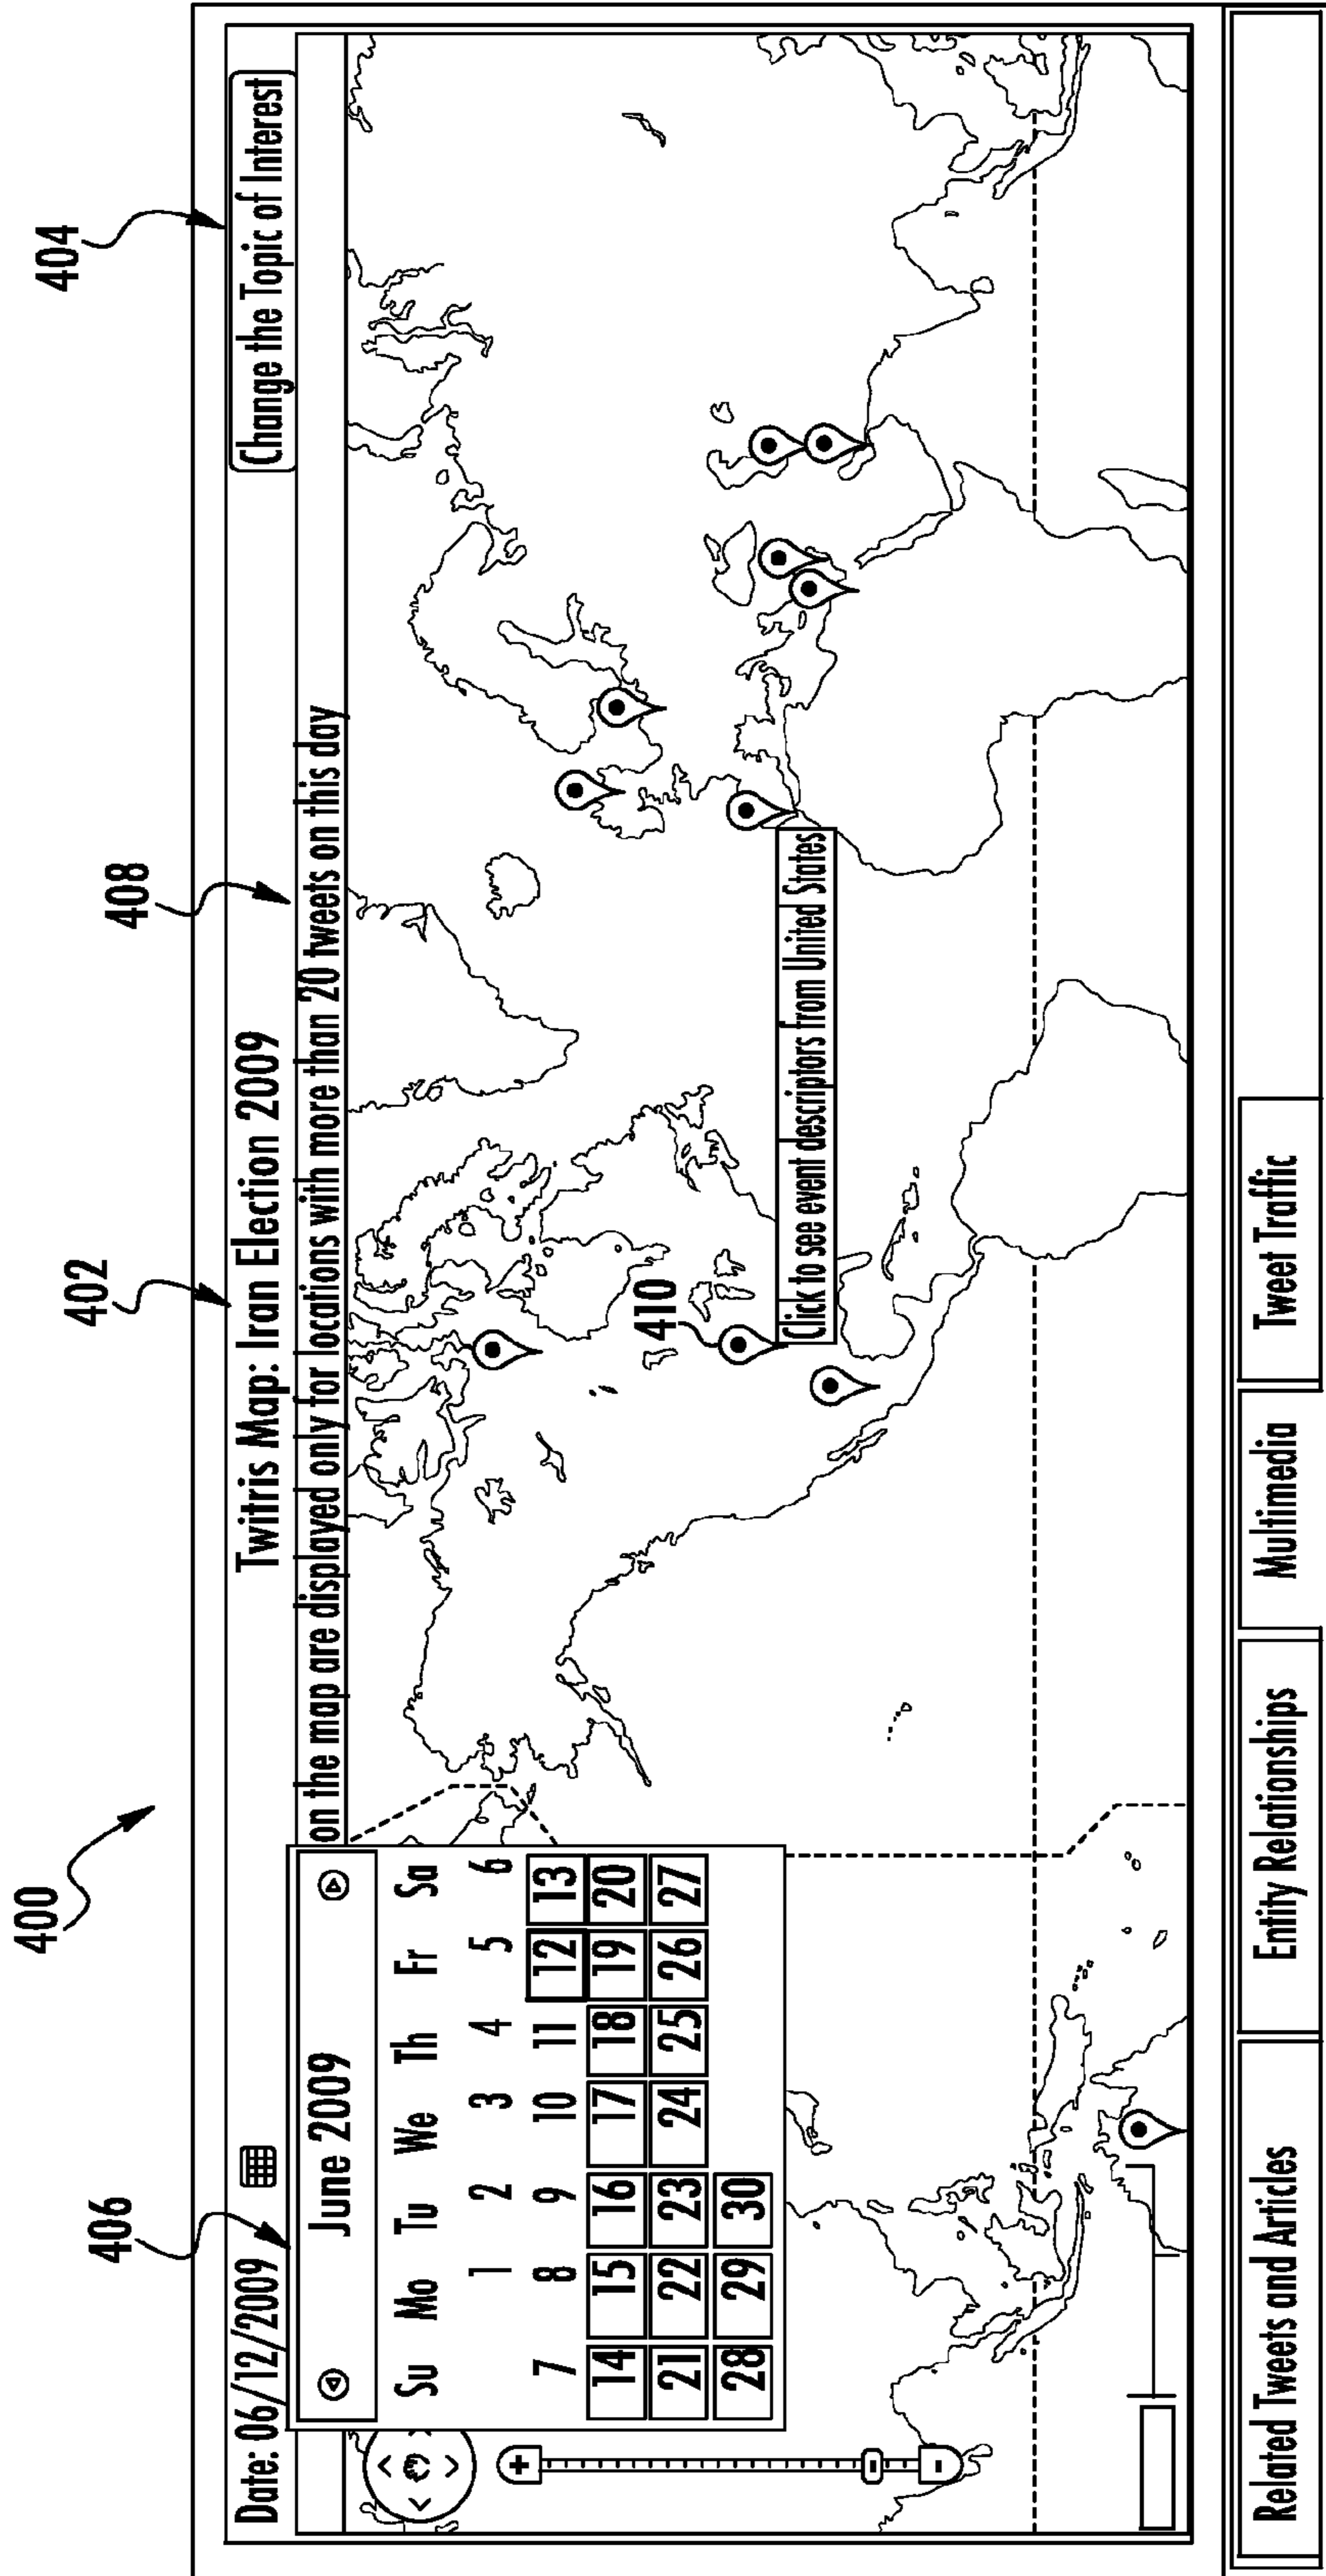 400
402
404
406
408
Date: 06/12/2009
Twitris Map: Iran Election 2009
Change the Topic of Interest
on the map are displayed only for locations with more than 20 tweets on this day
June 2009
Su Mo Tu We Th Fr Sa
1 2 3 4 5 6
7 8 9 10 11 12 13
14 15 16 17 18 19 20
21 22 23 24 25 26 27
28 29 30
+
-
410
Click to see event descriptors from United States
Related Tweets and Articles
Entity Relationships
Multimedia
Tweet Traffic